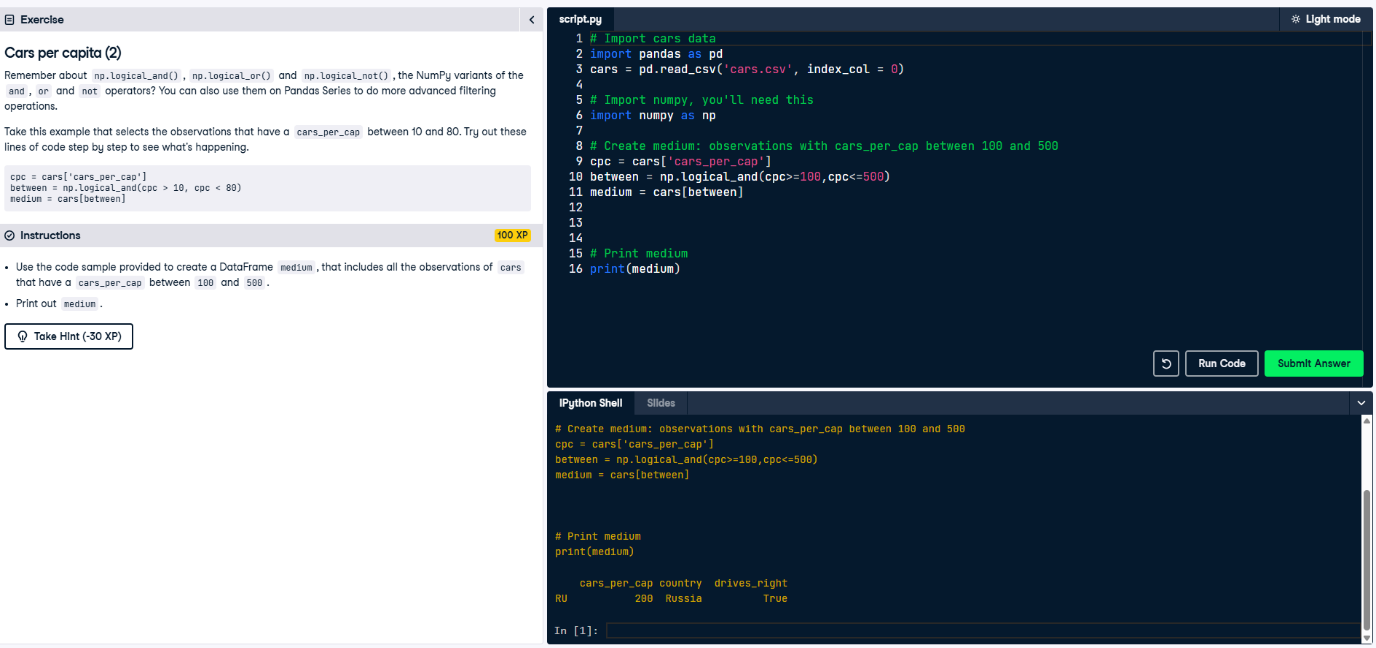 Exercise
Cars per capita (2)
Remember about np.logical_and(), np.logical_or() and np.logical_not(), the NumPy variants of the
and, or and not operators? You can also use them on Pandas Series to do more advanced filtering
operations.
Take this example that selects the observations that have a cars_per_cap between 10 and 80. Try out these
lines of code step by step to see what's happening.
cpc = cars['cars_per_cap']
between = np.logical_and(cpc > 10, cpc < 80)
medium = cars[between]
Instructions 100 XP
Use the code sample provided to create a DataFrame medium, that includes all the observations of cars
that have a cars_per_cap between 100 and 500.
Print out medium.
Take Hint (-30 XP)
script.py
Light mode
1 # Import cars data
2 import pandas as pd
3 cars = pd.read_csv('cars.csv', index_col = 0)
4
5 # Import numpy, you'll need this
6 import numpy as np
7
8 # Create medium: observations with cars_per_cap between 100 and 500
9 cpc = cars['cars_per_cap']
10 between = np.logical_and(cpc>=100,cpc<=500)
11 medium = cars[between]
12
13
14
15 # Print medium
16 print(medium)
Run Code Submit Answer
IPython Shell Slides
# Create medium: observations with cars_per_cap between 100 and 500
cpc = cars['cars_per_cap']
between = np.logical_and(cpc>=100,cpc<=500)
medium = cars[between]
# Print medium
print(medium)
cars_per_cap country drives_right
RU 200 Russia True
In [1]: